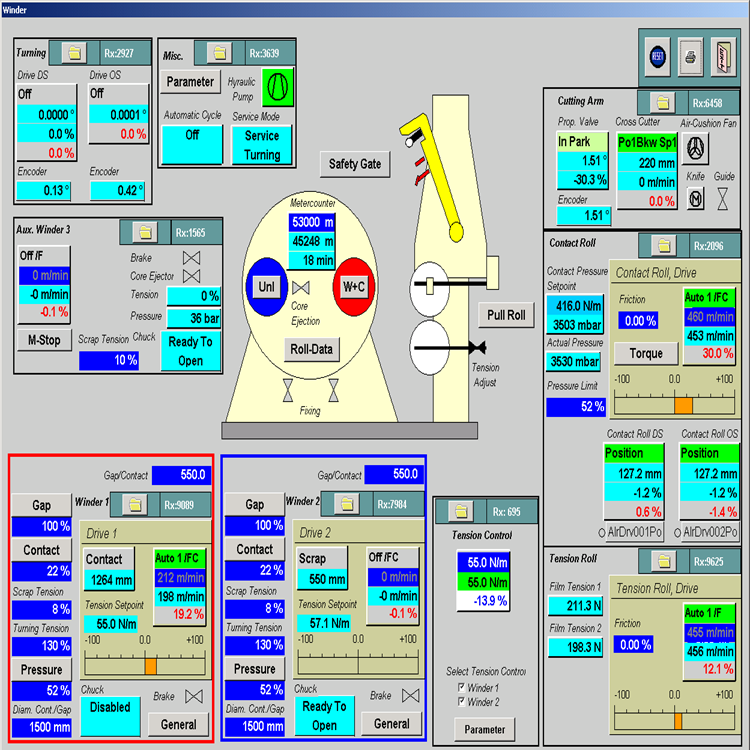 Winder
Turning
Rx:2927
Drive DS
Drive OS
Off
0.0000 °
0.0 %
0.0 %
Off
0.0001 °
0.0 %
Encoder
0.13 °
Encoder
0.42 °
Misc.
Rx:3639
Parameter
Hyraulic
Pump
Automatic Cycle
Off
Service Mode
Service
Turning
Safety Gate
RESET
Cutting Arm
Rx:6458
Prop. Valve
Cross Cutter
Air-Cushion Fan
In Park
1.51 °
-30.3 %
Po1Bkw Sp1
220 mm
0 m/min
0.0 %
Knife
Guide
M
Encoder
1.51 °
Aux. Winder 3
Rx:1565
Off /F
0 m/min
-0 m/min
-0.1 %
M-Stop
Brake
Core Ejector
Tension
0 %
Pressure
36 bar
Scrap Tension
10 %
Chuck
Ready To
Open
Metercounter
53000 m
45248 m
18 min
Unl
W+C
Core
Ejection
Roll-Data
Fixing
Pull Roll
Tension
Adjust
Contact Roll
Rx:2096
Contact Pressure
Setpoint
416.0 N/m
3503 mbar
Actual Pressure
3530 mbar
Pressure Limit
52 %
Contact Roll, Drive
Friction
0.00 %
Auto 1 /FC
460 m/min
453 m/min
30.0 %
Torque
-100
0.0
+100
Contact Roll DS
Contact Roll OS
Position
127.2 mm
-1.2 %
0.6 %
Position
127.2 mm
-1.2 %
-1.4 %
AlrDrv001Po
AlrDrv002Po
Gap/Contact
550.0
Gap
100 %
Contact
22 %
Scrap Tension
8 %
Turning Tension
130 %
Pressure
52 %
Diam. Cont./Gap
1500 mm
Winder 1
Rx:9089
Drive 1
Contact
1264 mm
Auto 1 /FC
212 m/min
198 m/min
19.2 %
Tension Setpoint
55.0 N/m
-100
0.0
+100
Chuck
Disabled
Brake
General
Gap/Contact
550.0
Gap
100 %
Contact
22 %
Scrap Tension
8 %
Turning Tension
130 %
Pressure
52 %
Diam. Cont./Gap
1500 mm
Winder 2
Rx:7984
Drive 2
Scrap
550 mm
Off /FC
0 m/min
-0 m/min
-0.1 %
Tension Setpoint
57.1 N/m
-100
0.0
+100
Chuck
Ready To
Open
Brake
General
Rx: 695
Tension Control
55.0 N/m
55.0 N/m
-13.9 %
Select Tension Control
Winder 1
Winder 2
Parameter
Tension Roll
Rx:9625
Film Tension 1
211.3 N
Film Tension 2
198.3 N
Tension Roll, Drive
Friction
0.00 %
Auto 1 /F
455 m/min
456 m/min
12.1 %
-100
0.0
+100